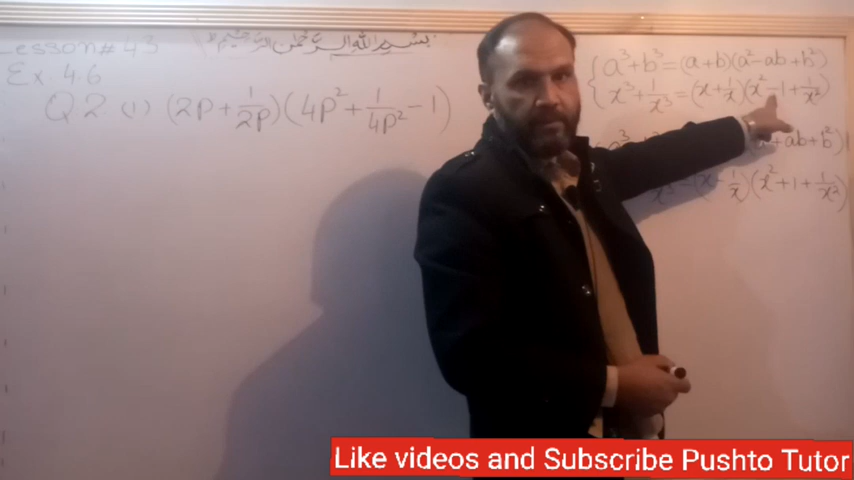 Lesson# 43
بسم الله الرحمن الرحيم
Ex 4.6
Q2 (1) (2P+1/2P)(4P²+1/4P²-1)
a³+b³=(a+b)(a²-ab+b²)
x³+1/x³=(x+1/x)(x²-1+1/x²)
+ab+b²)
(x-1/x)(x²+1+1/x²)
Like videos and Subscribe Pushto Tutor